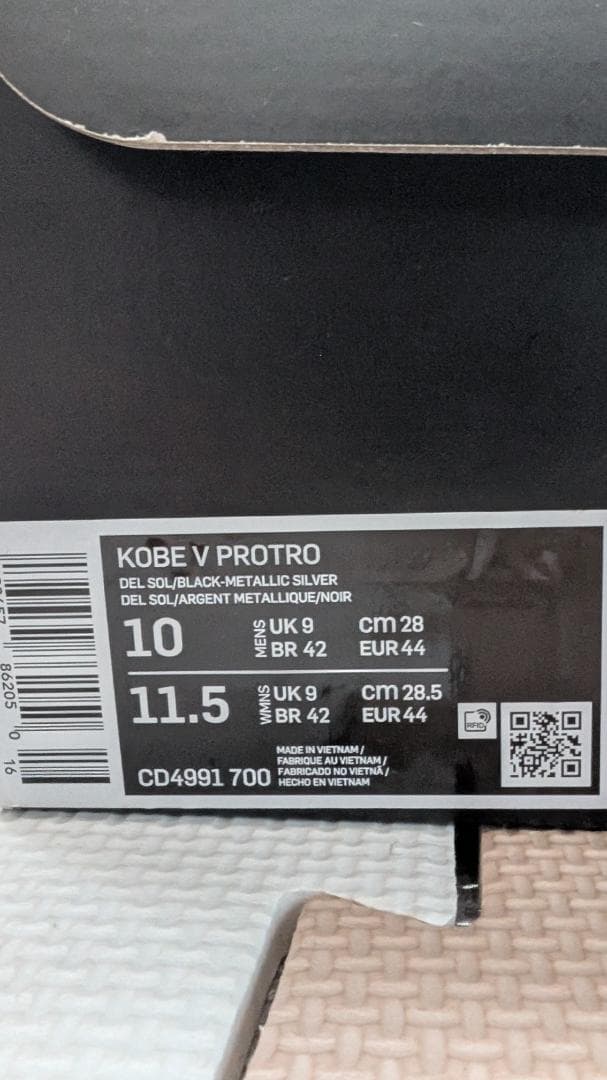 KOBE V PROTRO
DEL SOL/BLACK-METALLIC SILVER
DEL SOL/ARGENT METALLIQUE/NOIR
10 MENS UK 9 cm 28
BR 42 EUR 44
11.5 WMNS UK 9 cm 28.5
BR 42 EUR 44
RFID
CD4991 700
MADE IN VIETNAM /
FABRIQUE AU VIETNAM /
FABRICADO NO VIETNÃ /
HECHO EN VIETNAM
86205 0 16